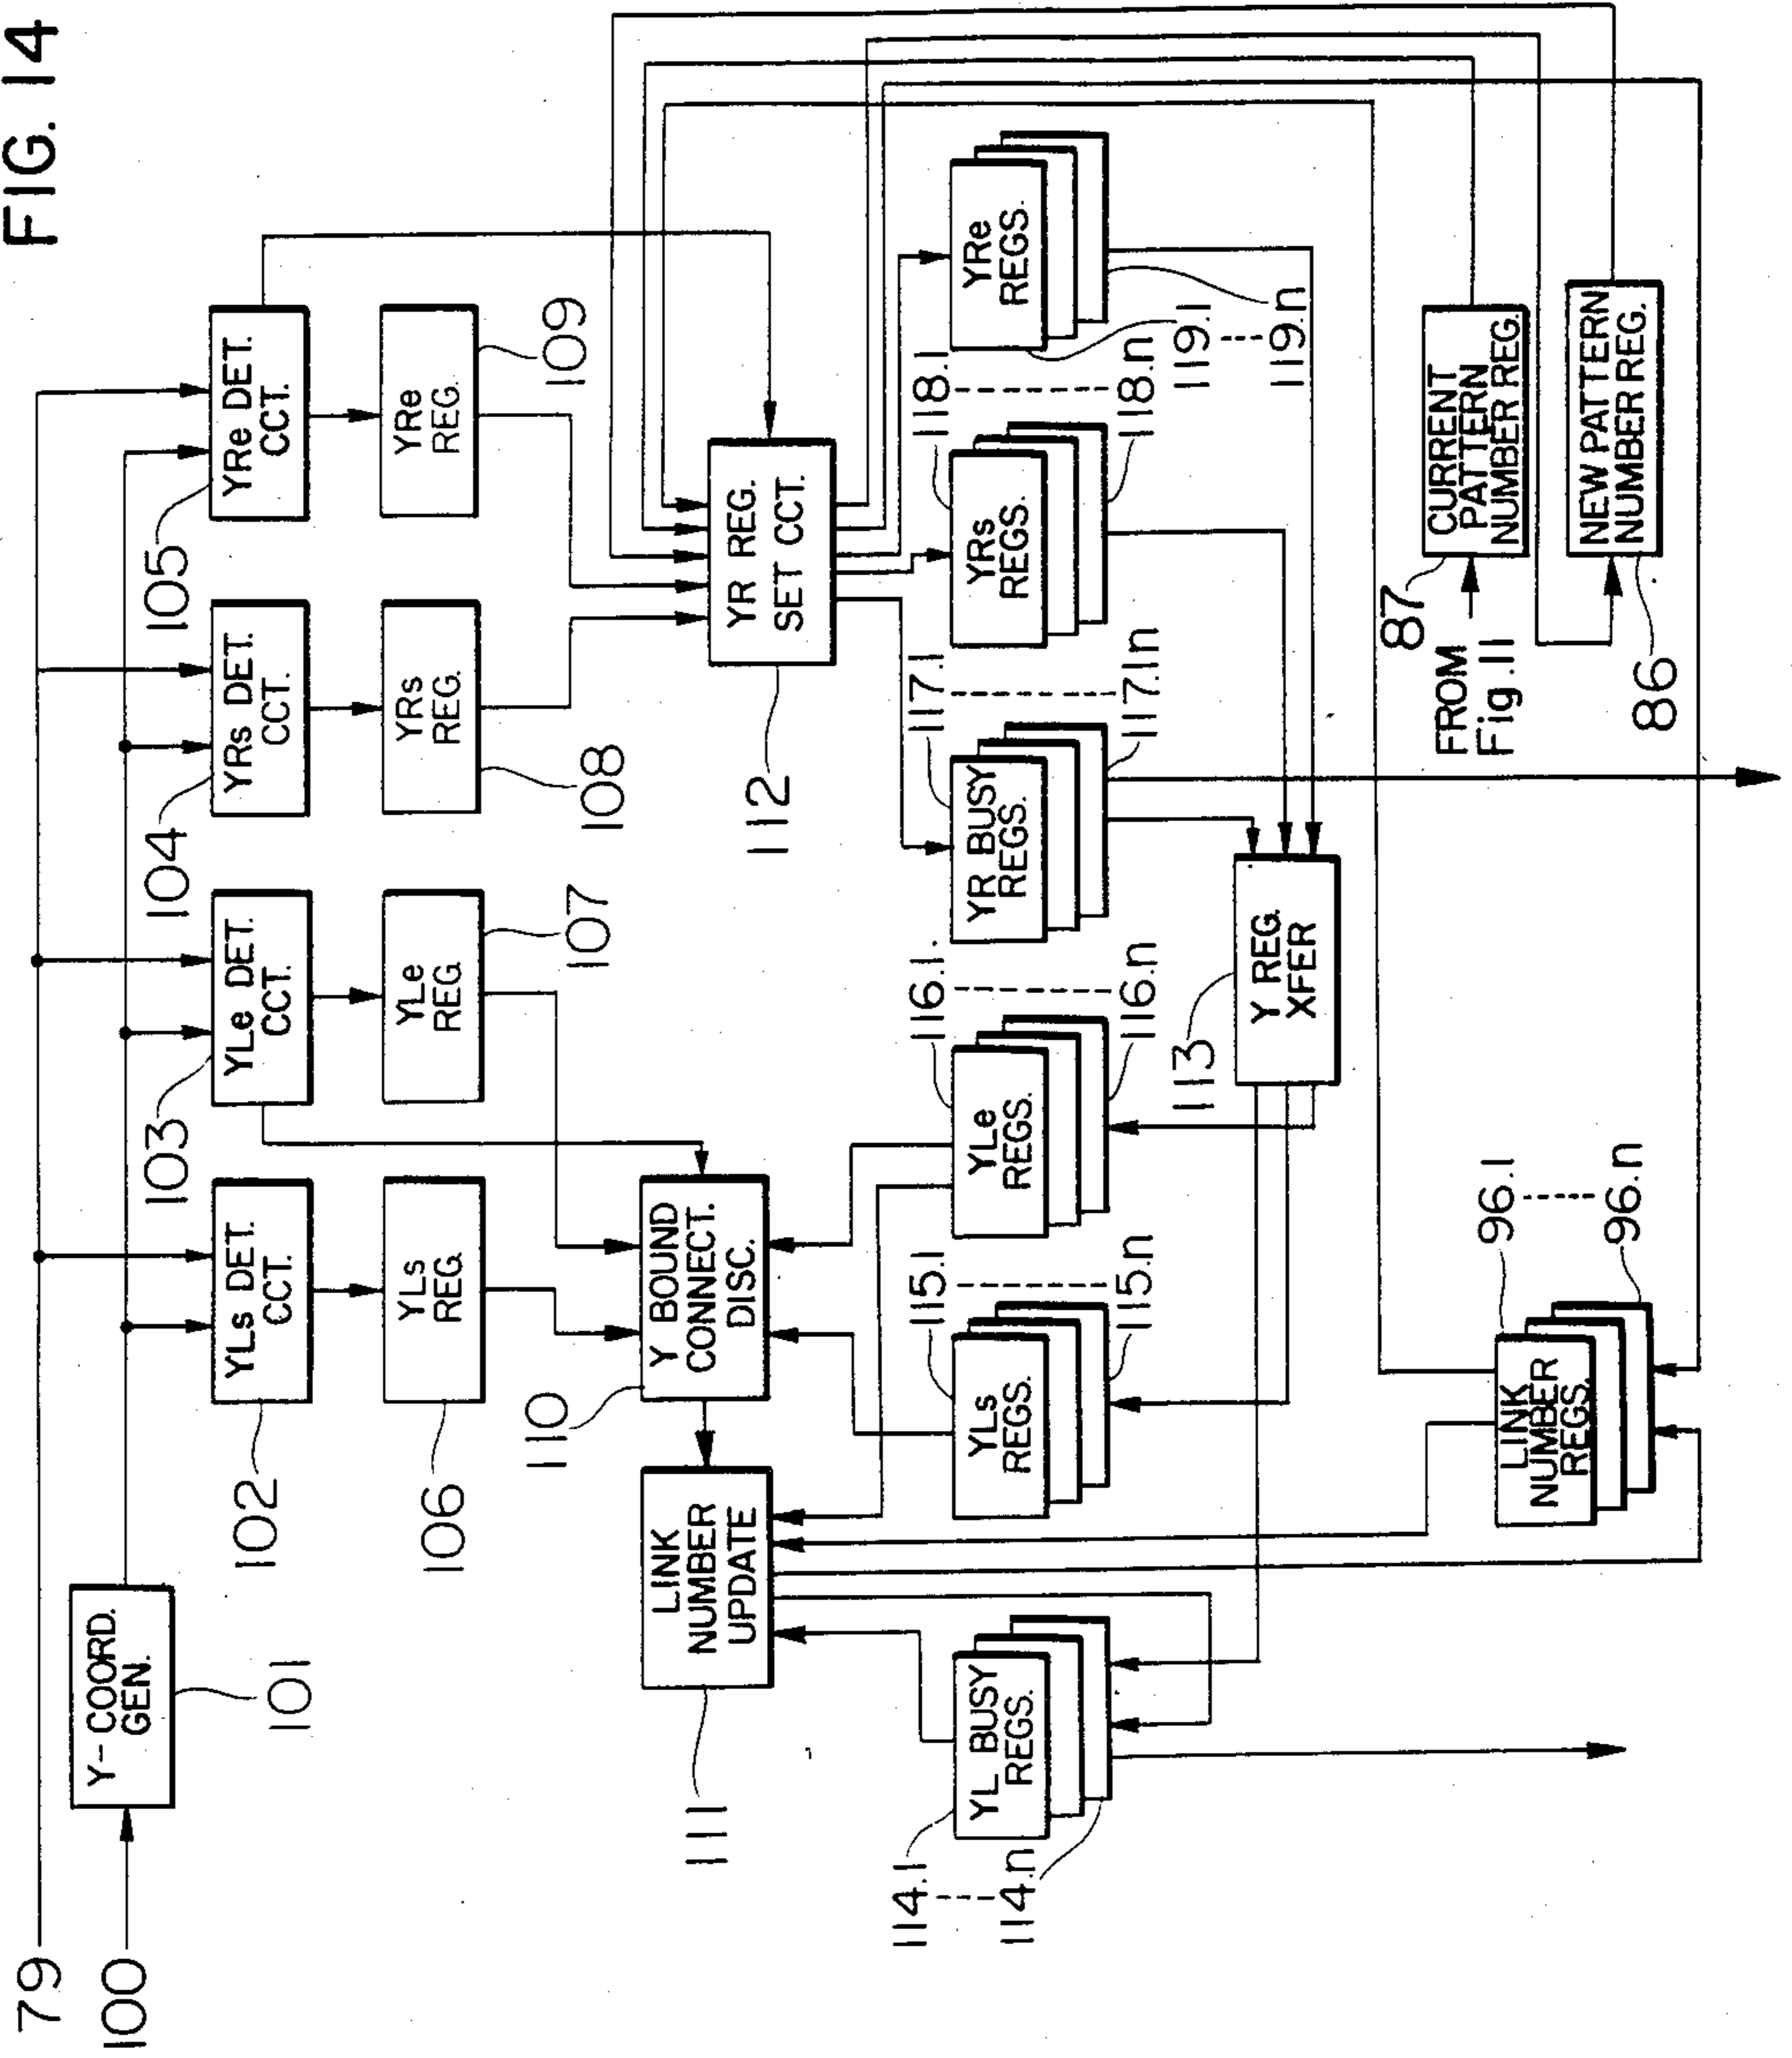 FIG. 14
79
100
Y-COORD.
GEN.
101
YLs DET.
CCT.
102
YLe DET.
CCT.
103
YRs DET.
CCT.
104
YRe DET.
CCT.
105
YLs
REG.
106
YLe
REG.
107
YRs
REG.
108
YRe
REG.
109
LINK
NUMBER
UPDATE
111
Y BOUND
CONNECT.
DISC.
110
YR REG.
SET CCT.
112
YL BUSY
REGS.
114.1
114.n
YLs
REGS.
115.1
115.n
YLe
REGS.
116.1.
116.n
YR BUSY
REGS.
117.1
117.1n
YRs
REGS.
118.1
118.n
YRe
REGS.
119.1
119.n
Y REG.
XFER
113
LINK
NUMBER
REGS.
96.1
96.n
CURRENT
PATTERN
NUMBER REG.
87
FROM
Fig.11
NEW PATTERN
NUMBER REG.
86